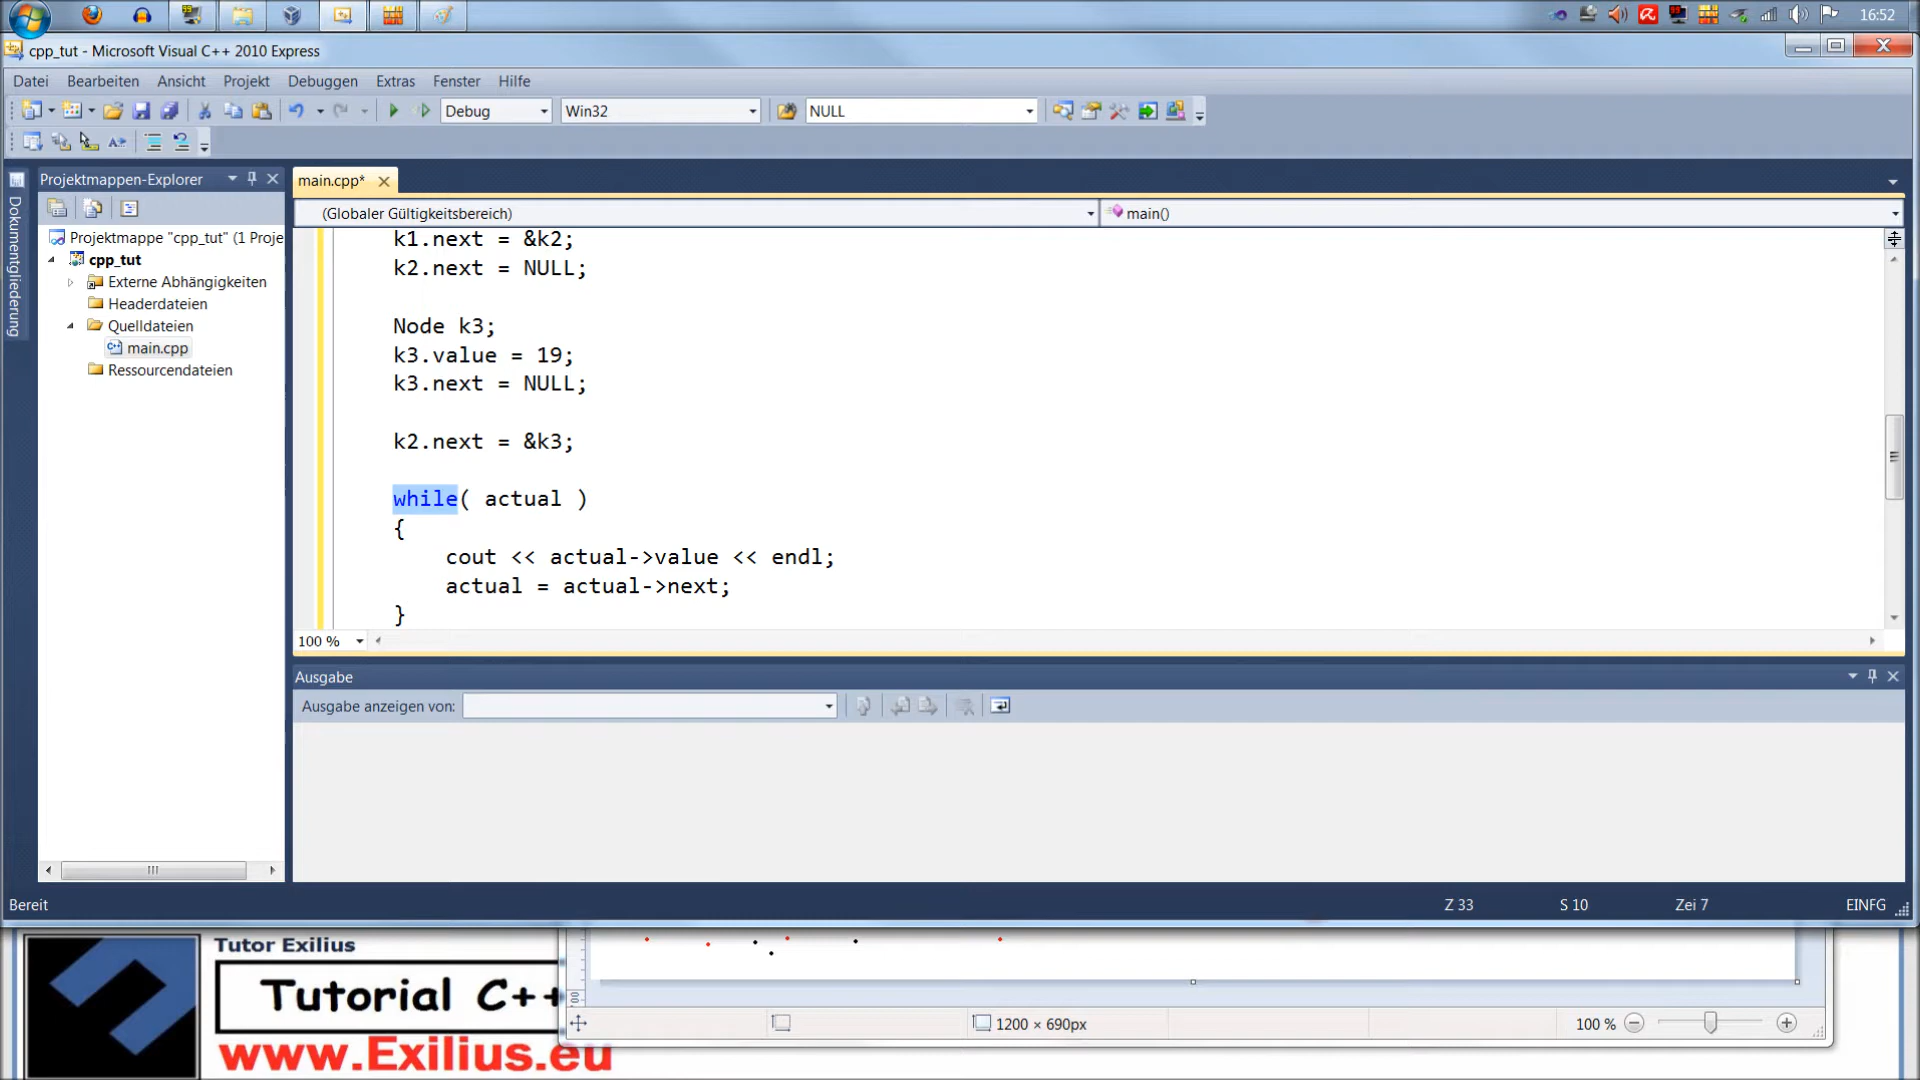 16:52
cpp_tut - Microsoft Visual C++ 2010 Express
Datei Bearbeiten Ansicht Projekt Debuggen Extras Fenster Hilfe
Debug Win32 NULL
Dokumentgliederung
Projektmappen-Explorer
main.cpp*
(Globaler Gültigkeitsbereich) main()
Projektmappe "cpp_tut" (1 Proje
cpp_tut
Externe Abhängigkeiten
Headerdateien
Quelldateien
main.cpp
Ressourcendateien
k1.next = &k2;
k2.next = NULL;
Node k3;
k3.value = 19;
k3.next = NULL;
k2.next = &k3;
while( actual )
{
cout << actual->value << endl;
actual = actual->next;
}
100 %
Ausgabe
Ausgabe anzeigen von:
Bereit Z 33 S 10 Zei 7 EINFG
Tutor Exilius
Tutorial C++
www.Exilius.eu
1200 × 690px 100 %